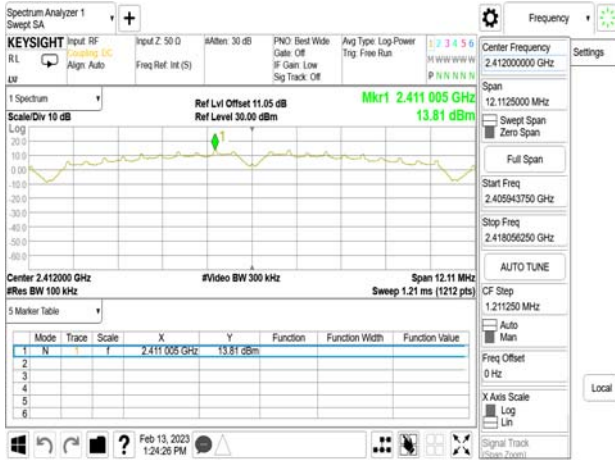 Spectrum Analyzer 1
Swept SA
+
Frequency
KEYSIGHT Input: RF Input Z: 50 Ω #Atten: 30 dB PNO: Best Wide Avg Type: Log-Power 1 2 3 4 5 6
RL Coupling: DC Gate: Off Trig: Free Run M W W W W W
Align: Auto Freq Ref: Int (S) IF Gain: Low
Sig Track: Off P N N N N N
LXI
1 Spectrum
Ref Lvl Offset 11.05 dB Mkr1 2.411 005 GHz
Scale/Div 10 dB Ref Level 30.00 dBm 13.81 dBm
Log
20.0
10.0
0.00
-10.0
-20.0
-30.0
-40.0
-50.0
-60.0
1
Center 2.412000 GHz #Video BW 300 kHz Span 12.11 MHz
#Res BW 100 kHz Sweep 1.21 ms (1212 pts)
5 Marker Table
Mode Trace Scale X Y Function Function Width Function Value
1 N 1 f 2.411 005 GHz 13.81 dBm
2
3
4
5
6
Feb 13, 2023
1:24:26 PM
?
Center Frequency
2.412000000 GHz
Settings
Span
12.1125000 MHz
Swept Span
Zero Span
Full Span
Start Freq
2.405943750 GHz
Stop Freq
2.418056250 GHz
AUTO TUNE
CF Step
1.211250 MHz
Auto
Man
Freq Offset
0 Hz
Local
X Axis Scale
Log
Lin
Signal Track
(Span Zoom)